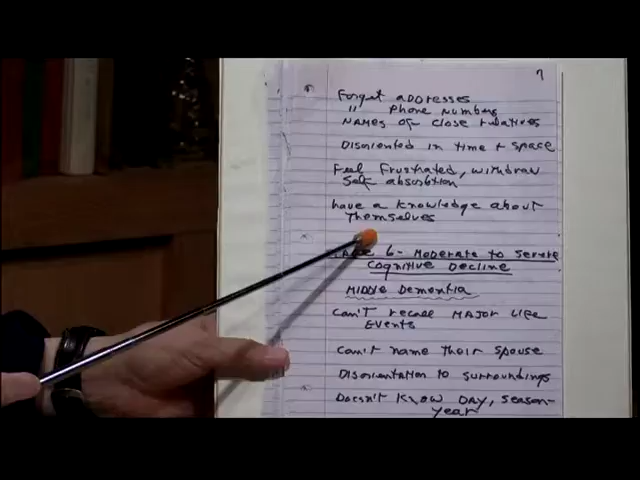 7
Forget addresses
" Phone Numbers
Names of close relatives
Disoriented in time + space
Feel Frustrated, withdraw
Self absorbtion
have a knowledge about
Themselves
6- Moderate to severe
Cognitive Decline
Middle Dementia
Can't recall Major Life
Events
Can't name their spouse
Disorientation to surroundings
Doesn't know Day, season-
year